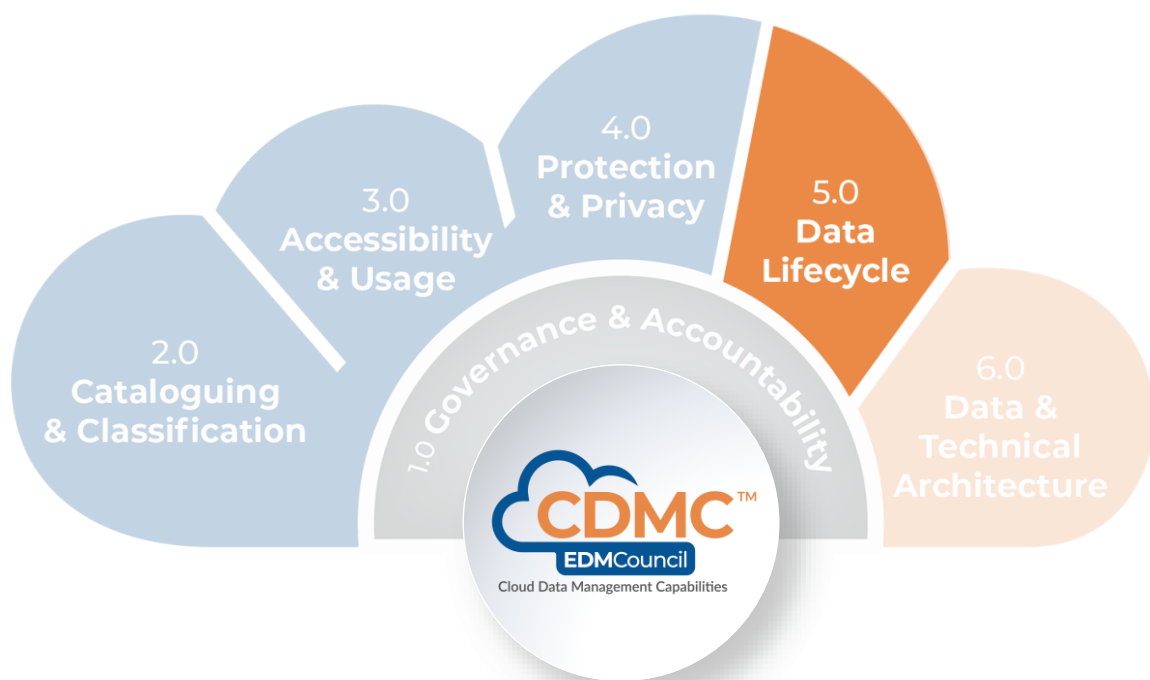 4.0
Protection
& Privacy
5.0
Data
Lifecycle
3.0
Accessibility
& Usage
2.0
Cataloguing
& Classification
6.0
Data &
Technical
Architecture
1.0 Governance & Accountability
CDMC™
EDMCouncil
Cloud Data Management Capabilities